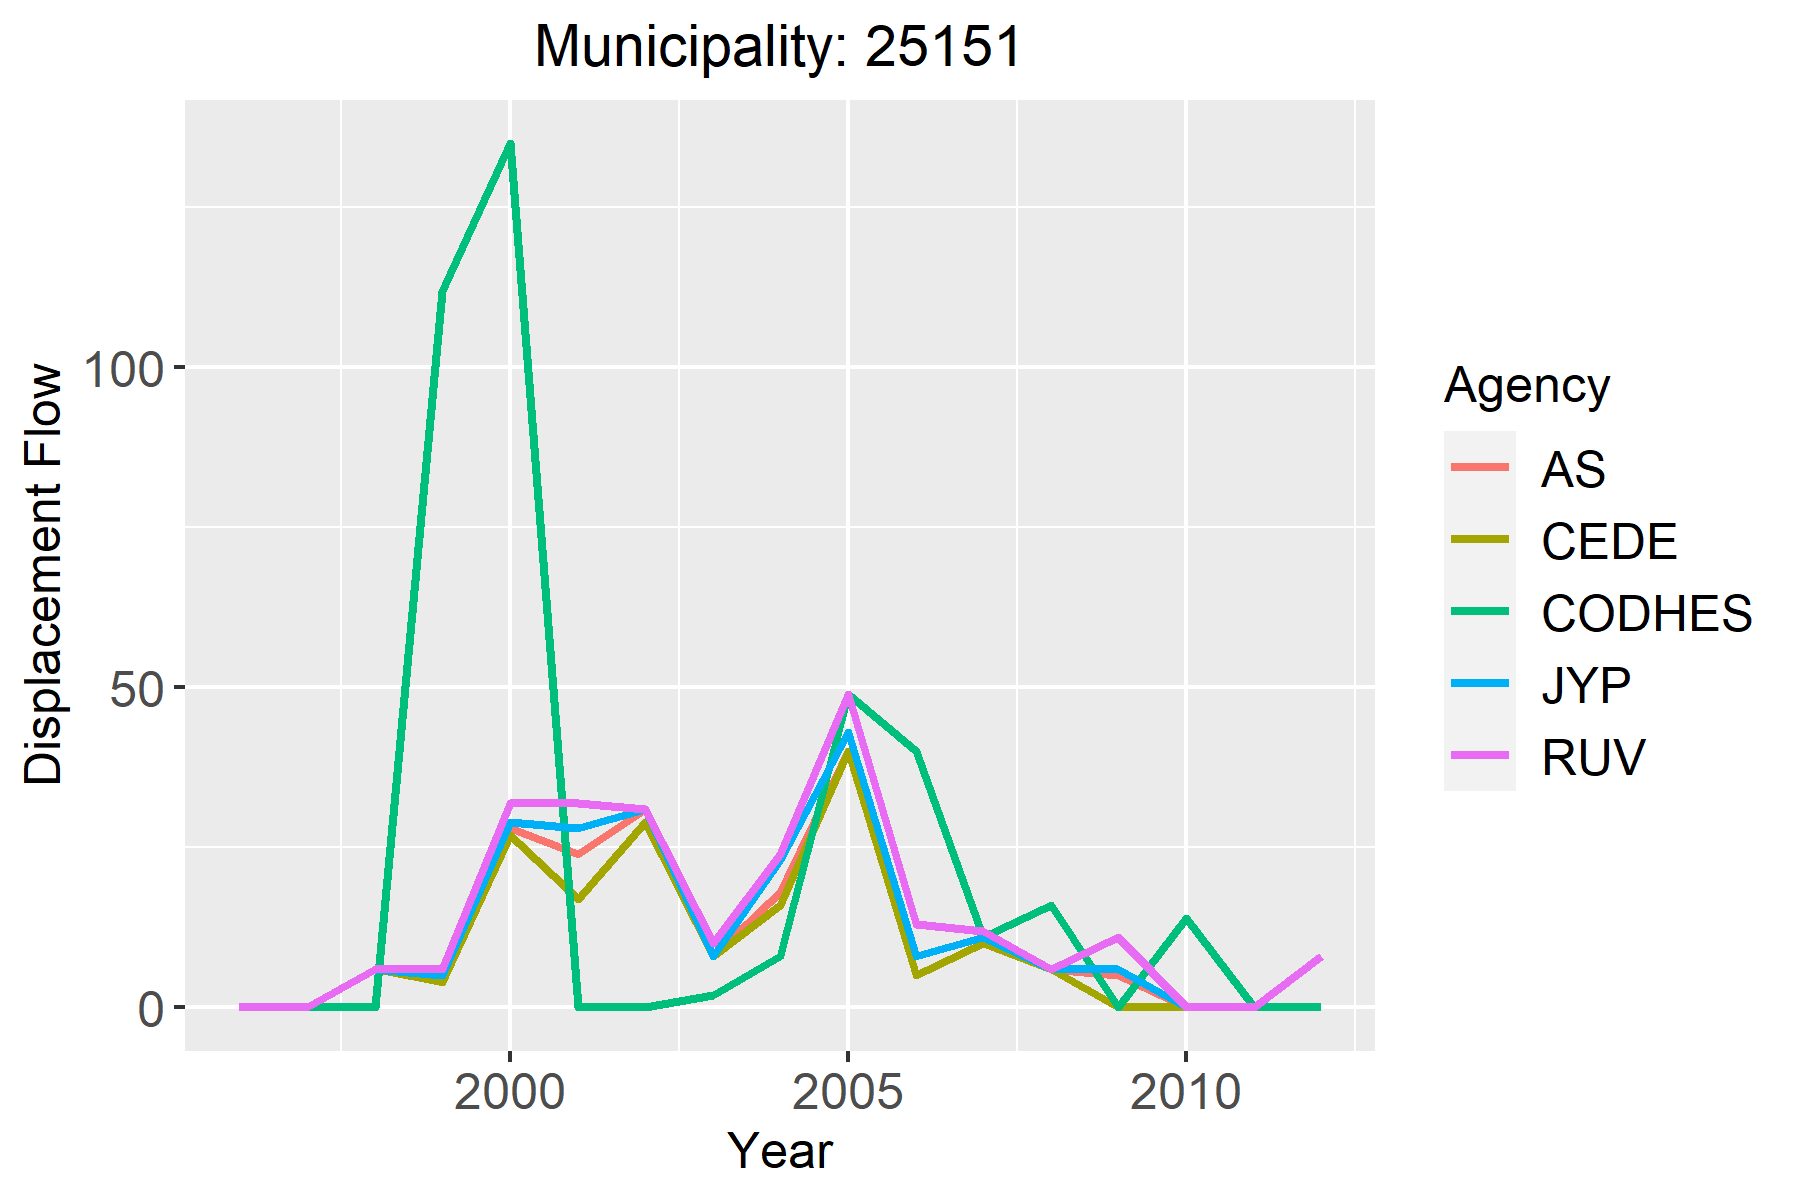 Municipality: 25151
Displacement Flow
100
50
0
2000 2005 2010
Year
Agency
AS
CEDE
CODHES
JYP
RUV